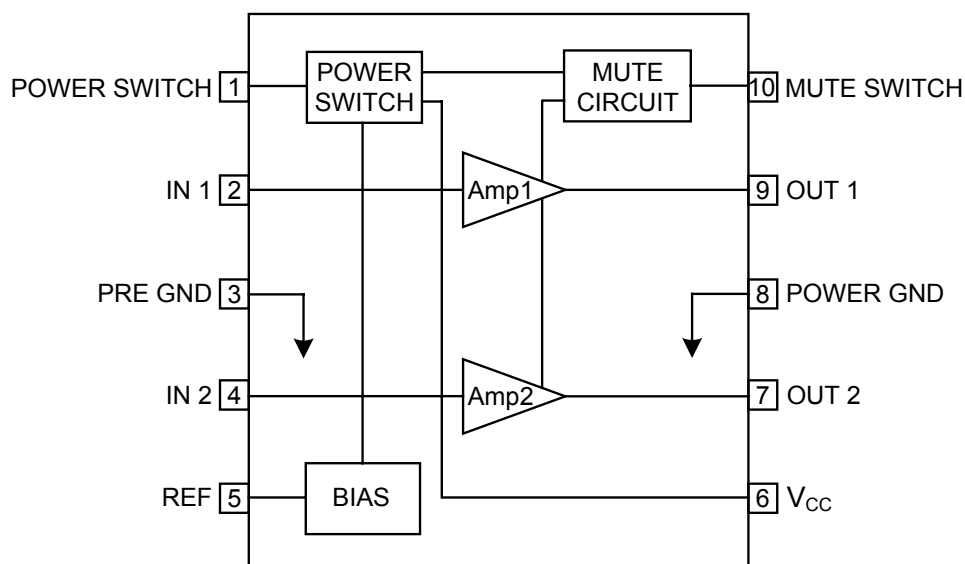 POWER SWITCH 1
POWER
SWITCH
MUTE
CIRCUIT
10 MUTE SWITCH
IN 1 2
Amp1
9 OUT 1
PRE GND 3
8 POWER GND
IN 2 4
Amp2
7 OUT 2
REF 5
BIAS
6 VCC